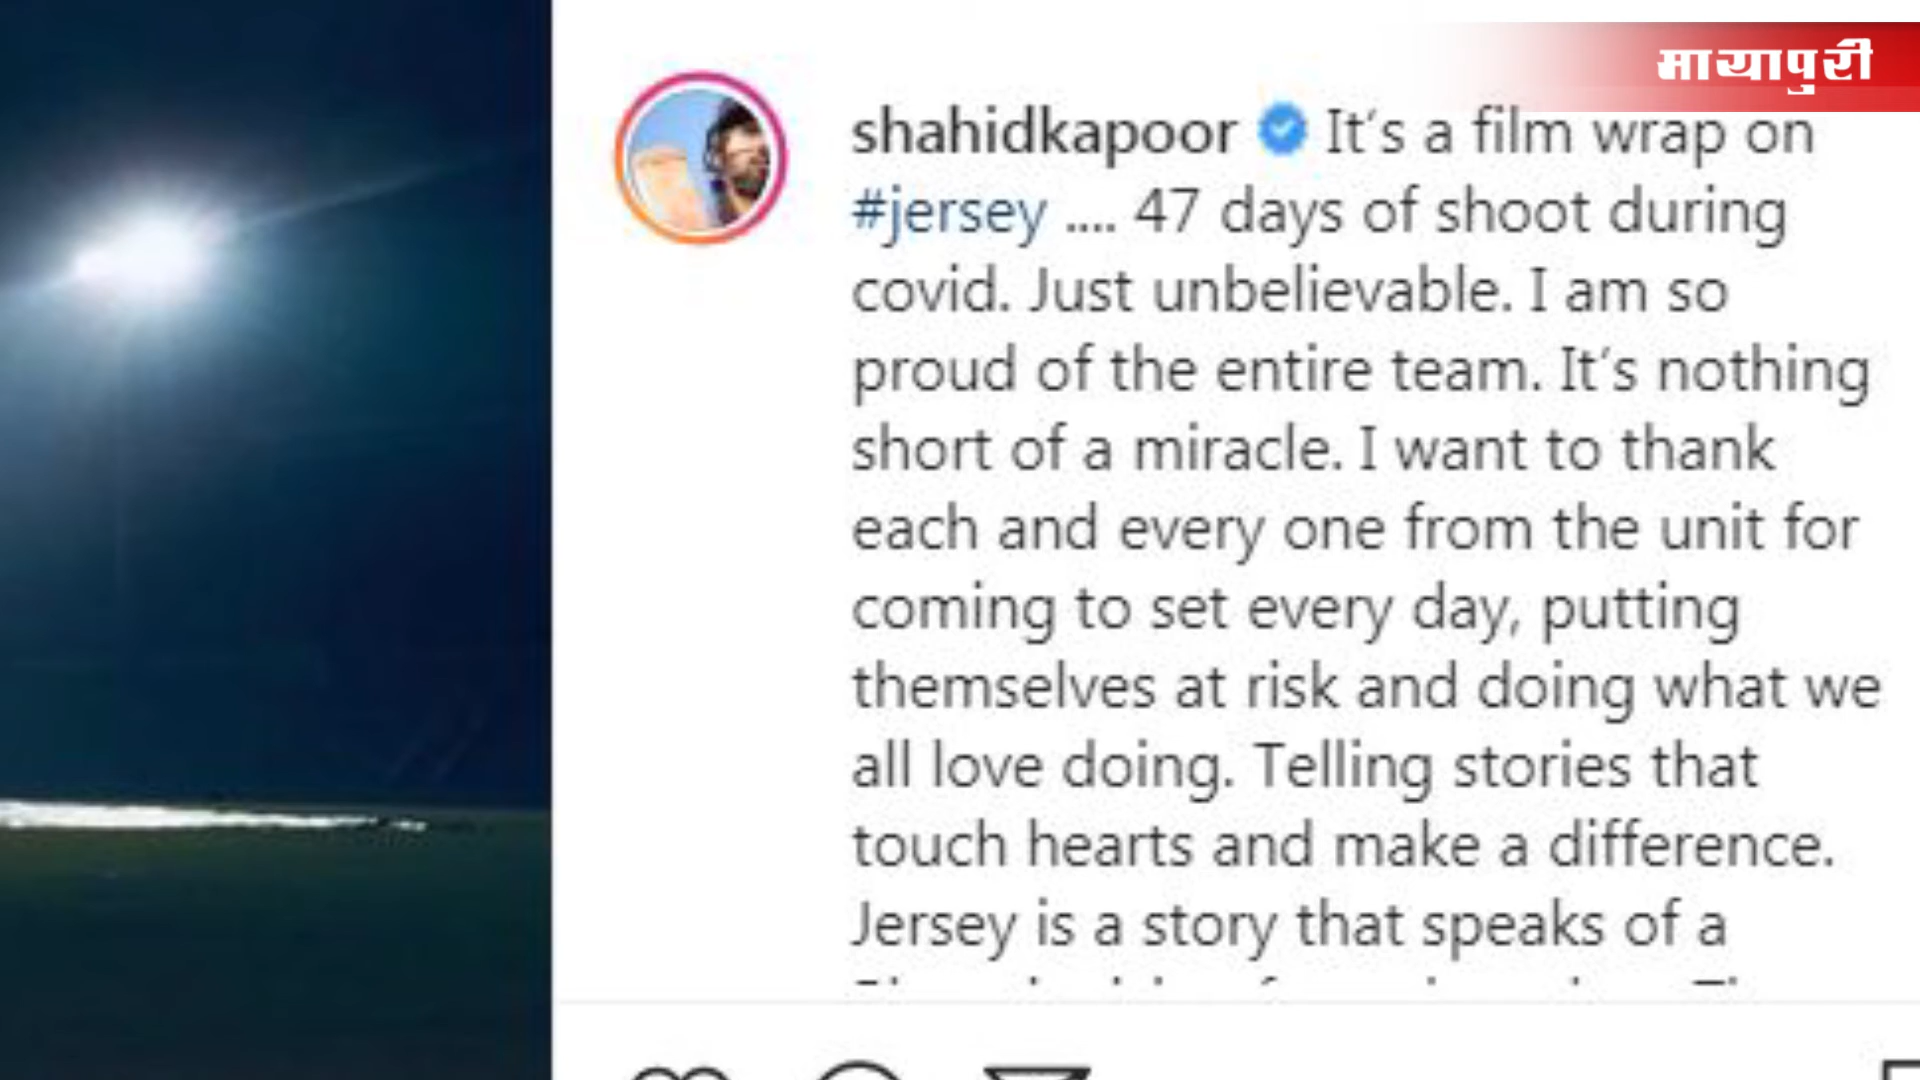 मायापुरी
shahidkapoor It's a film wrap on
#jersey .... 47 days of shoot during
covid. Just unbelievable. I am so
proud of the entire team. It's nothing
short of a miracle. I want to thank
each and every one from the unit for
coming to set every day, putting
themselves at risk and doing what we
all love doing. Telling stories that
touch hearts and make a difference.
Jersey is a story that speaks of a